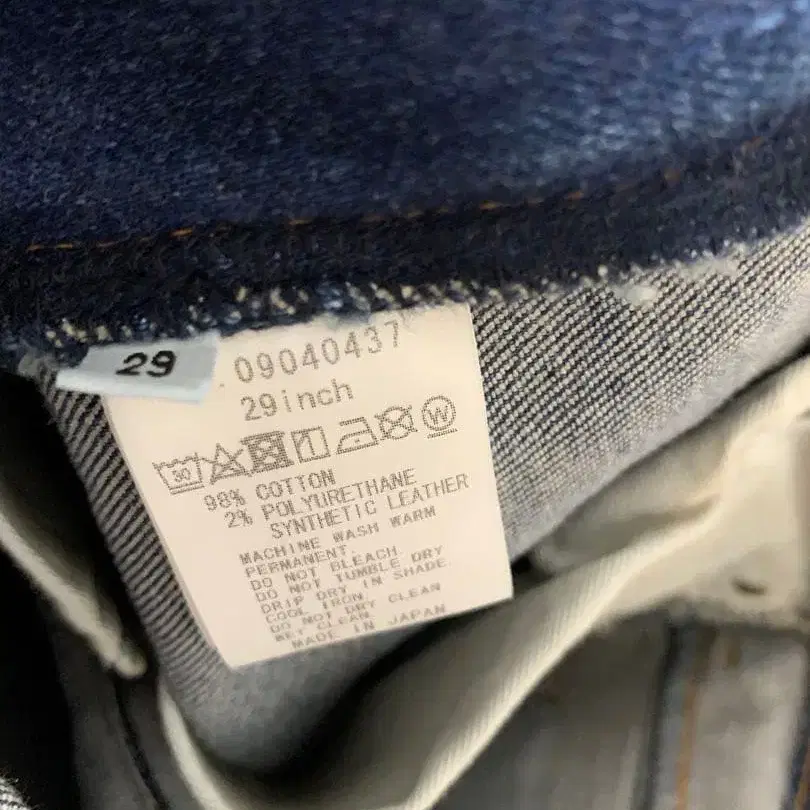 29
09040437
29inch
30 W
98% COTTON
2% POLYURETHANE
SYNTHETIC LEATHER
MACHINE WASH WARM
PERMANENT.
DO NOT BLEACH.
DO NOT TUMBLE DRY
DRIP DRY IN SHADE.
COOL IRON.
DO NOT DRY CLEAN
WET CLEAN.
MADE IN JAPAN